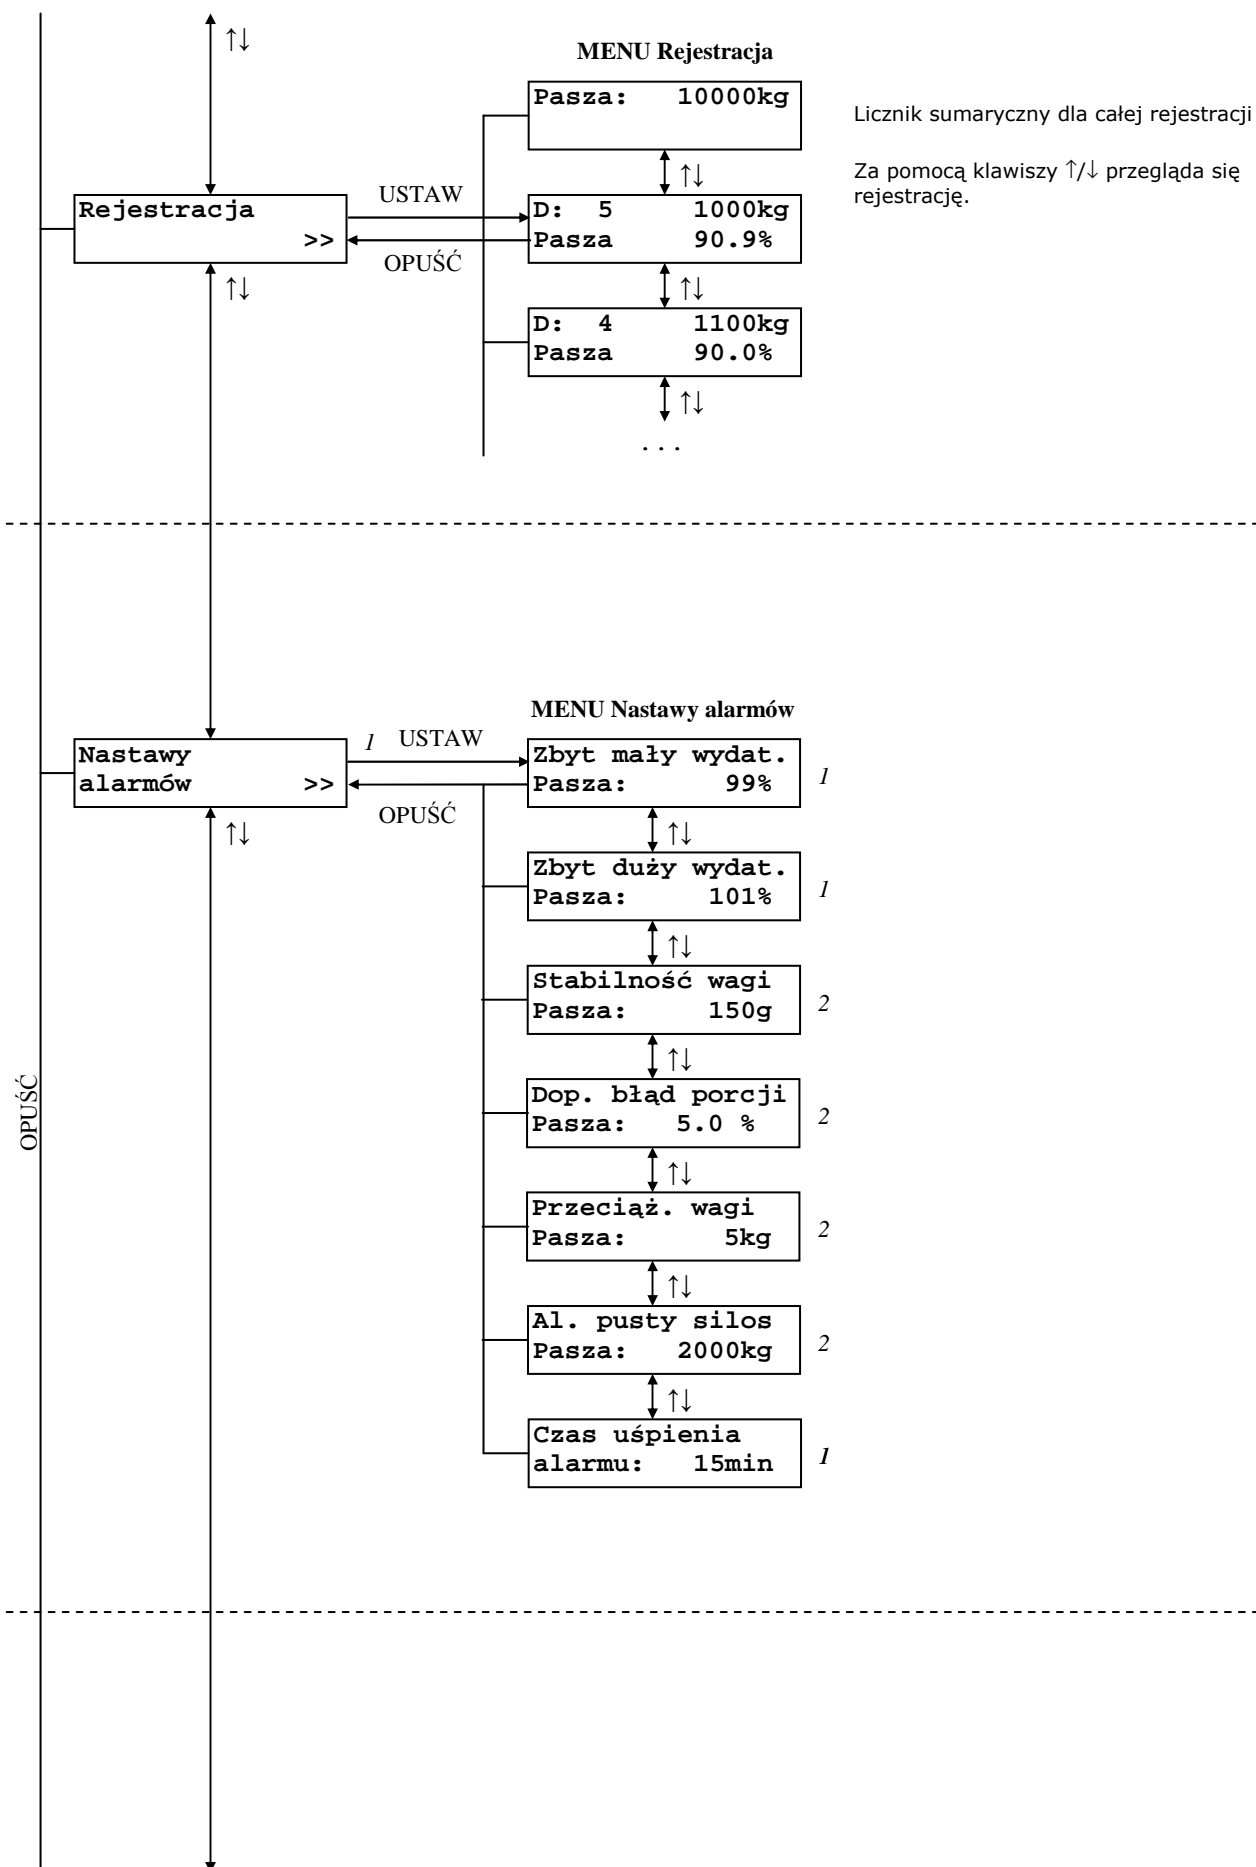 ↑↓
MENU Rejestracja
Pasza: 10000kg
Licznik sumaryczny dla całej rejestracji
↑↓
Za pomocą klawiszy ↑/↓ przegląda się
rejestrację.
Rejestracja
>>
USTAW
OPUŚĆ
D: 5 1000kg
Pasza 90.9%
↑↓
↑↓
D: 4 1100kg
Pasza 90.0%
↑↓
...
MENU Nastawy alarmów
Nastawy
alarmów >>
1 USTAW
OPUŚĆ
Zbyt mały wydat.
Pasza: 99%
1
↑↓
↑↓
Zbyt duży wydat.
Pasza: 101%
1
↑↓
Stabilność wagi
Pasza: 150g
2
↑↓
OPUŚĆ
Dop. błąd porcji
Pasza: 5.0 %
2
↑↓
Przeciąż. wagi
Pasza: 5kg
2
↑↓
Al. pusty silos
Pasza: 2000kg
2
↑↓
Czas uśpienia
alarmu: 15min
1